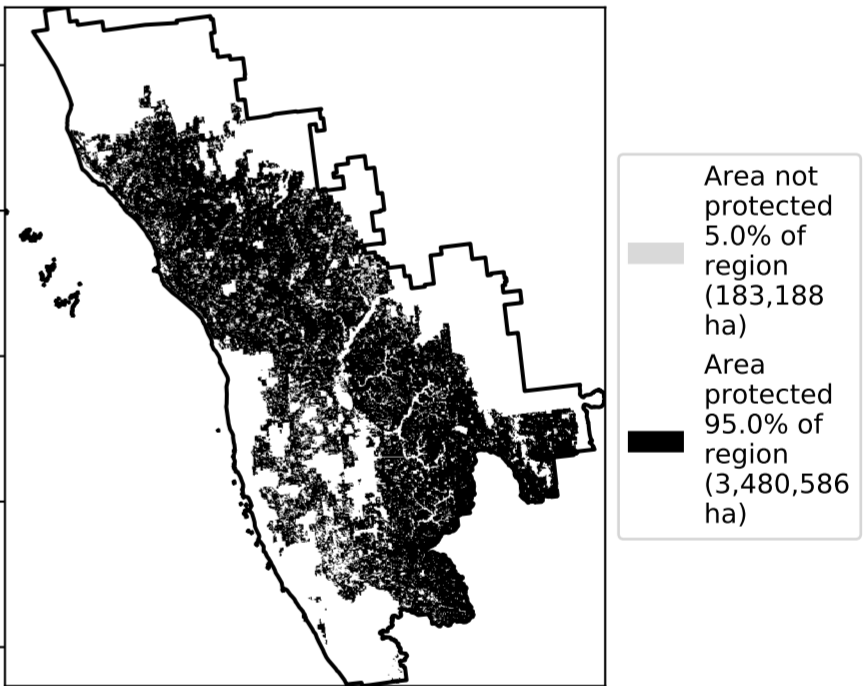 Area not
protected
5.0% of
region
(183,188
ha)
Area
protected
95.0% of
region
(3,480,586
ha)